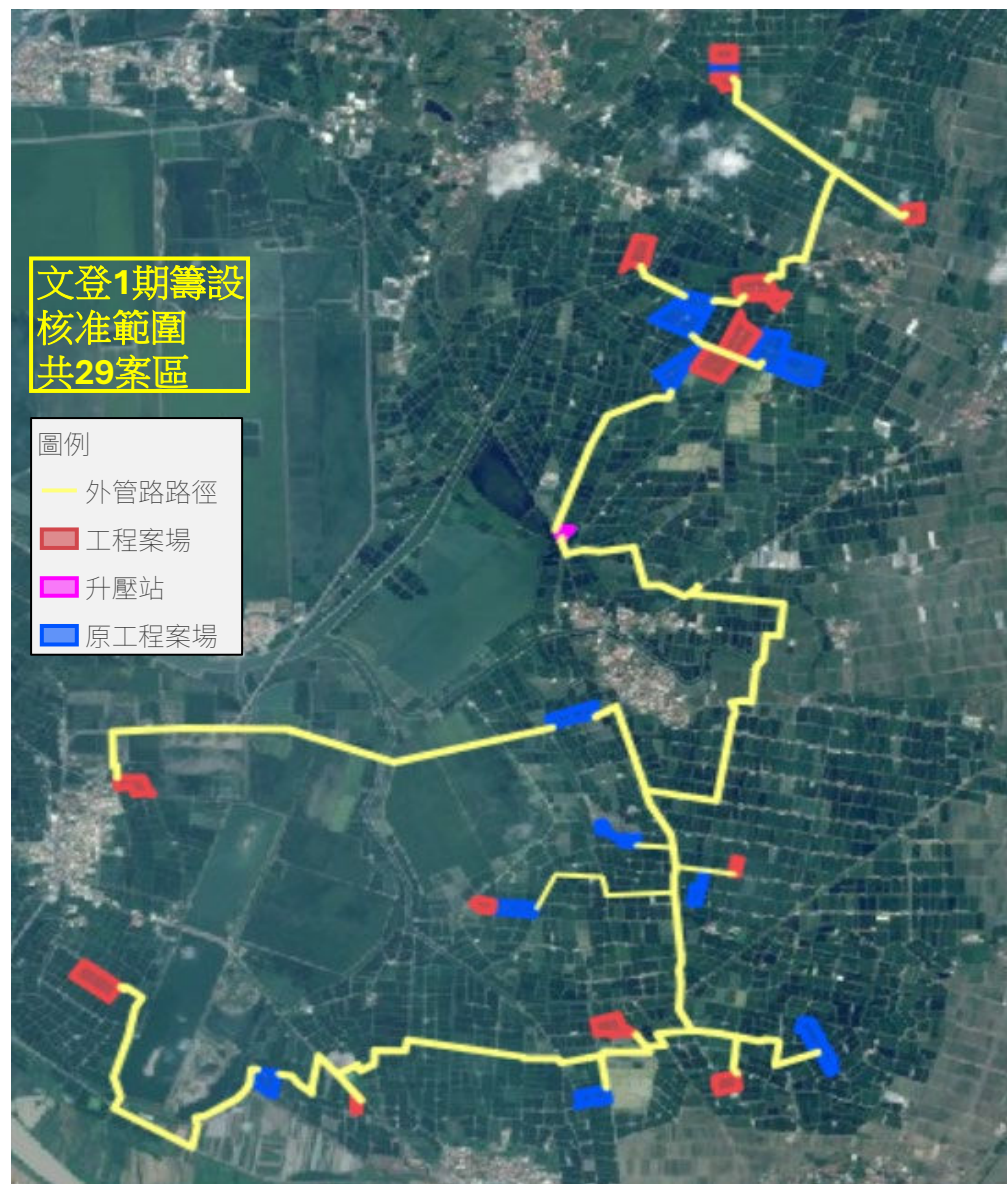 文登1期籌設
核准範圍
共29案區
圖例
外管路路徑
工程案場
升壓站
原工程案場